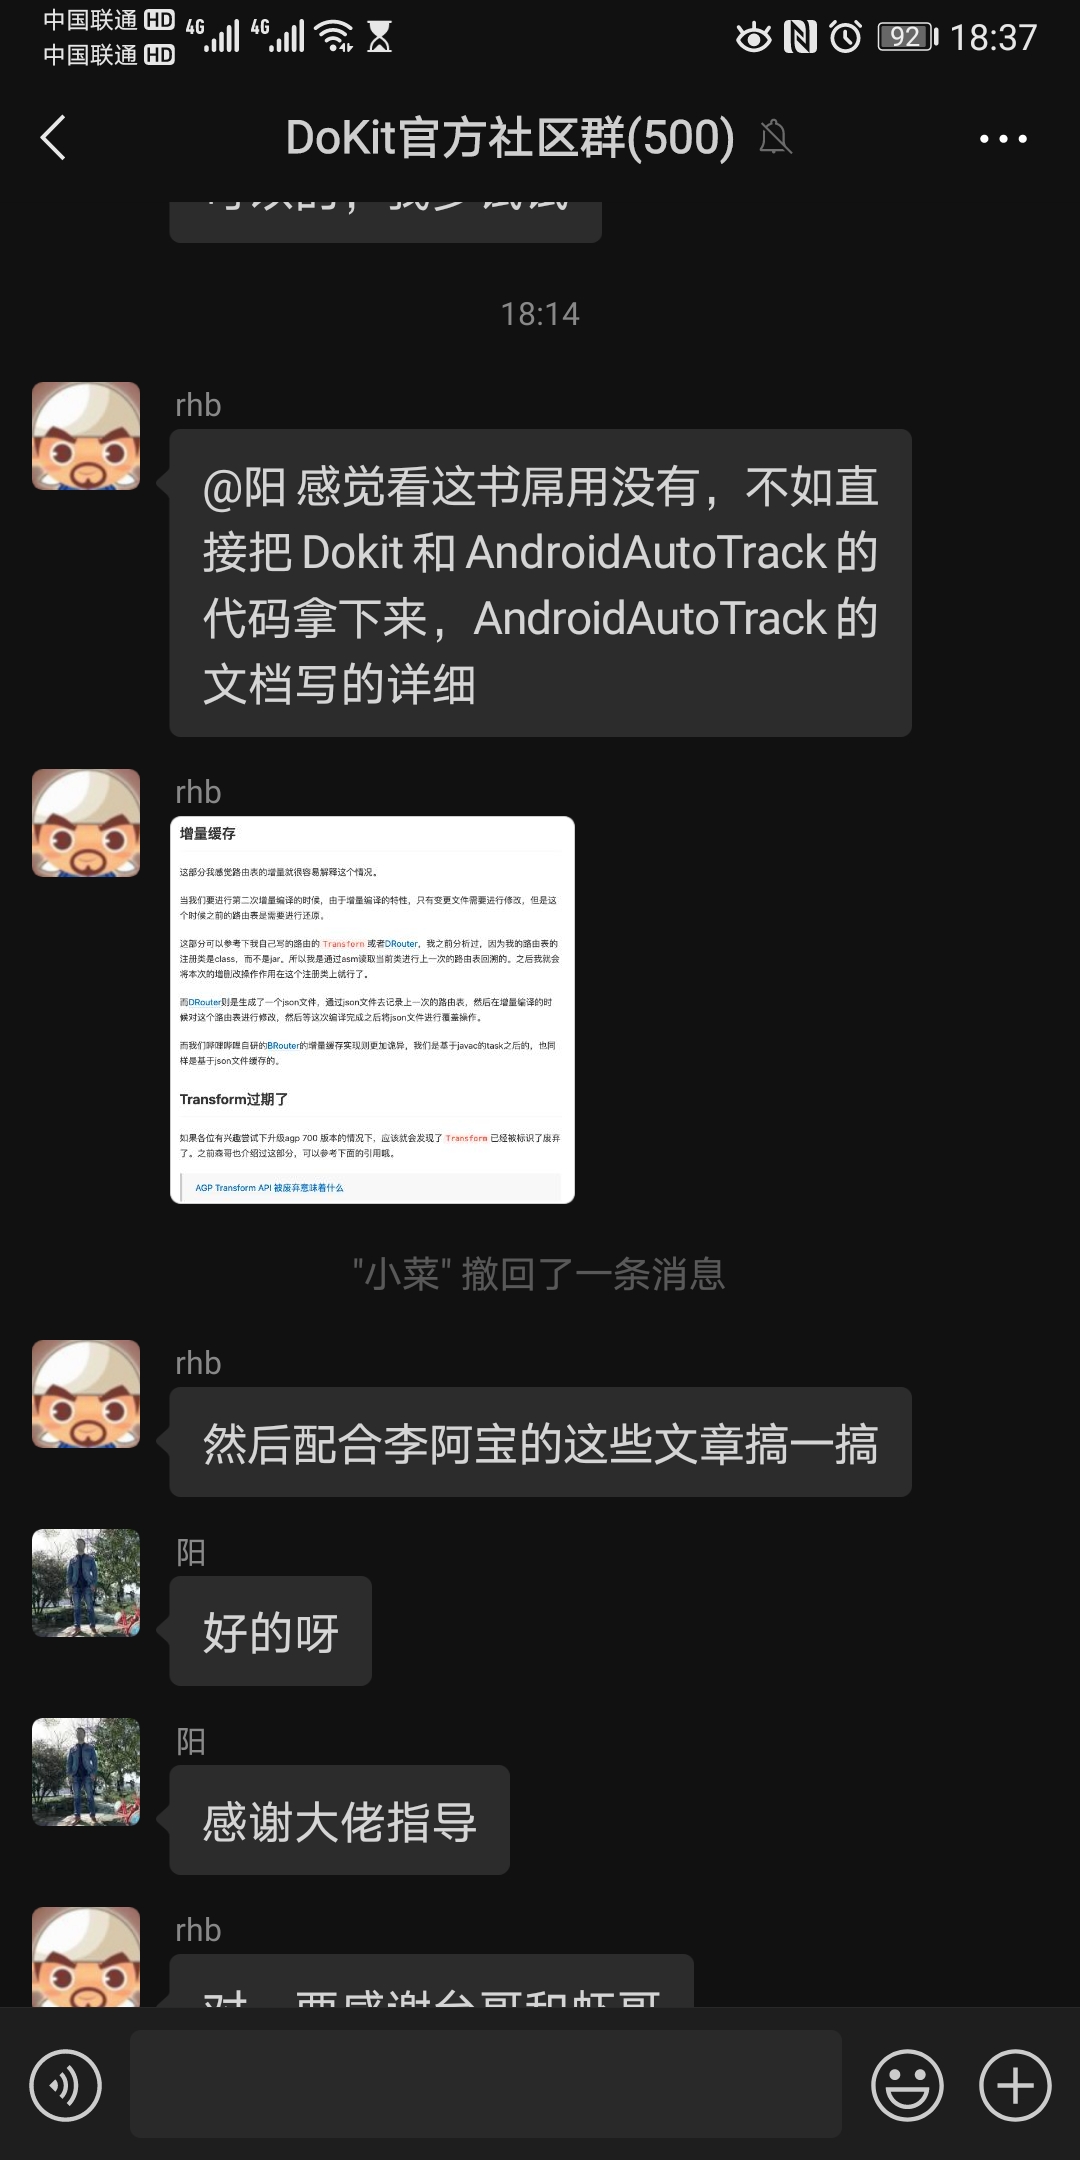 中国联通 HD 4G 4G 92 18:37
中国联通 HD
DoKit官方社区群(500)
可以的，我多试试
18:14
rhb
@阳 感觉看这书屌用没有，不如直
接把 Dokit 和 AndroidAutoTrack 的
代码拿下来，AndroidAutoTrack 的
文档写的详细
rhb
增量缓存
这部分我感觉路由表的增量就很容易解释这个情况。
当我们要进行第二次增量编译的时候，由于增量编译的特性，只有变更文件需要进行修改，但是这
个时候之前的路由表是需要进行还原。
这部分可以参考下我自己写的路由的 Transform 或者DRouter，我之前分析过，因为我的路由表的
注册类是class，而不是jar。所以我是通过asm读取当前类进行上一次的路由表回溯的。之后我就会
将本次的增删改操作作用在这个注册类上就行了。
而DRouter则是生成了一个json文件，通过json文件去记录上一次的路由表，然后在增量编译的时
候对这个路由表进行修改，然后等这次编译完成之后将json文件进行覆盖操作。
而我们哔哩哔哩自研的BRouter的增量缓存实现则更加诡异，我们是基于javac的task之后的，也同
样是基于json文件缓存的。
Transform过期了
如果各位有兴趣尝试下升级agp 700 版本的情况下，应该就会发现了 Transform 已经被标识了废弃
了。之前森哥也介绍过这部分，可以参考下面的引用哦。
AGP Transform API 被废弃意味着什么
"小菜" 撤回了一条消息
rhb
然后配合李阿宝的这些文章搞一搞
阳
好的呀
阳
感谢大佬指导
rhb
对，要感谢台哥和虾哥